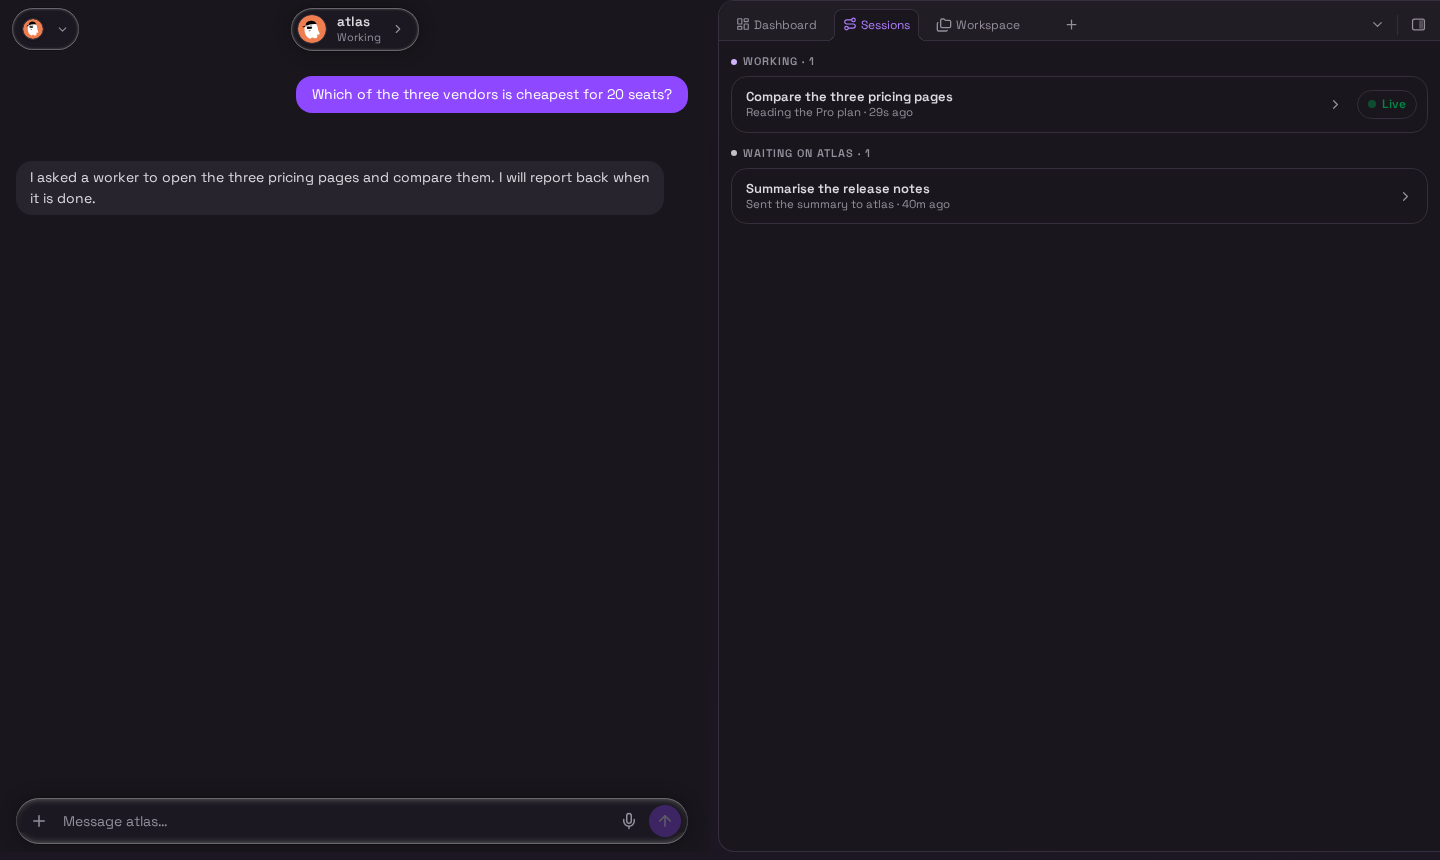 atlas
Working
Which of the three vendors is cheapest for 20 seats?
I asked a worker to open the three pricing pages and compare them. I will report back when
it is done.
Message atlas...
Dashboard
Sessions
Workspace
WORKING · 1
Compare the three pricing pages
Reading the Pro plan · 29s ago
Live
WAITING ON ATLAS · 1
Summarise the release notes
Sent the summary to atlas · 40m ago